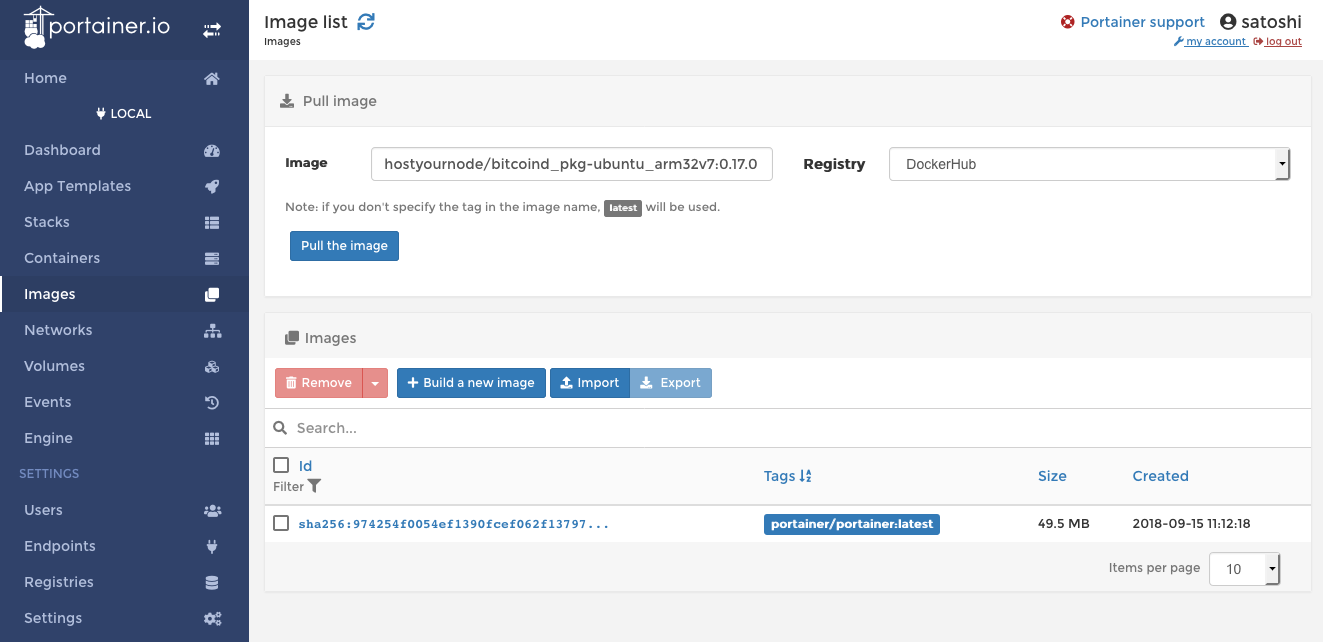 portainer.io
Home
LOCAL
Dashboard
App Templates
Stacks
Containers
Images
Networks
Volumes
Events
Engine
SETTINGS
Users
Endpoints
Registries
Settings
Image list
Images
Portainer support satoshi
my account log out
Pull image
Image hostyournode/bitcoind_pkg-ubuntu_arm32v7:0.17.0 Registry DockerHub
Note: if you don't specify the tag in the image name, latest will be used.
Pull the image
Images
Remove Build a new image Import Export
Search...
Id Tags Size Created
Filter
sha256:974254f0054ef1390fcef062f13797... portainer/portainer:latest 49.5 MB 2018-09-15 11:12:18
Items per page 10